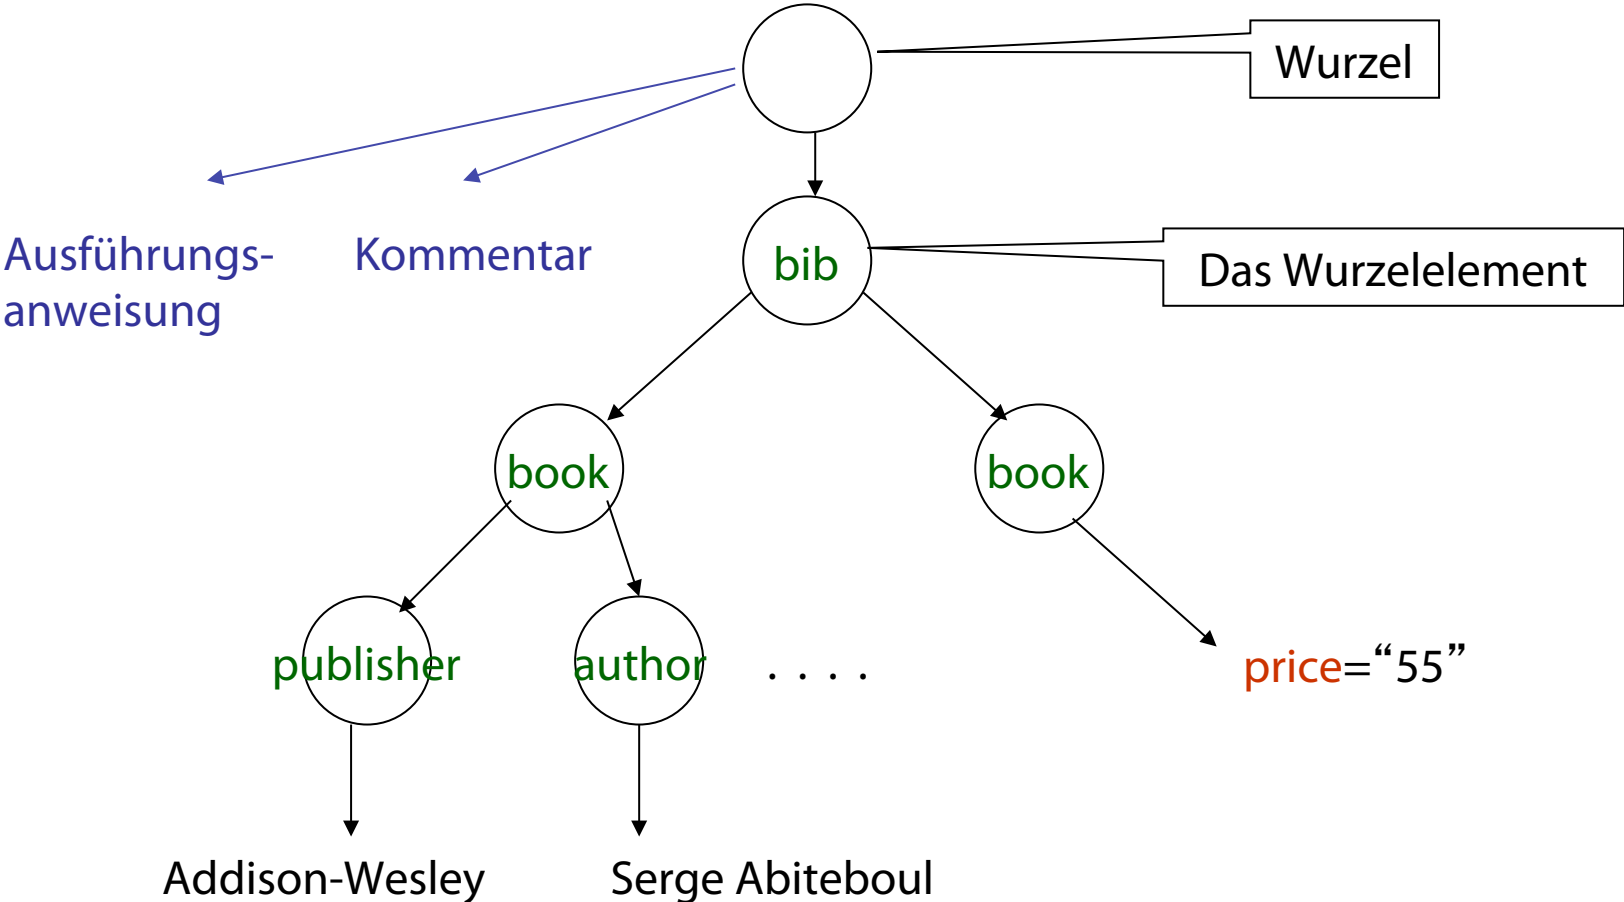 Wurzel
Ausführungs-
anweisung
Kommentar
bib
Das Wurzelelement
book
book
publisher
author
. . . .
price=“55”
Addison-Wesley
Serge Abiteboul